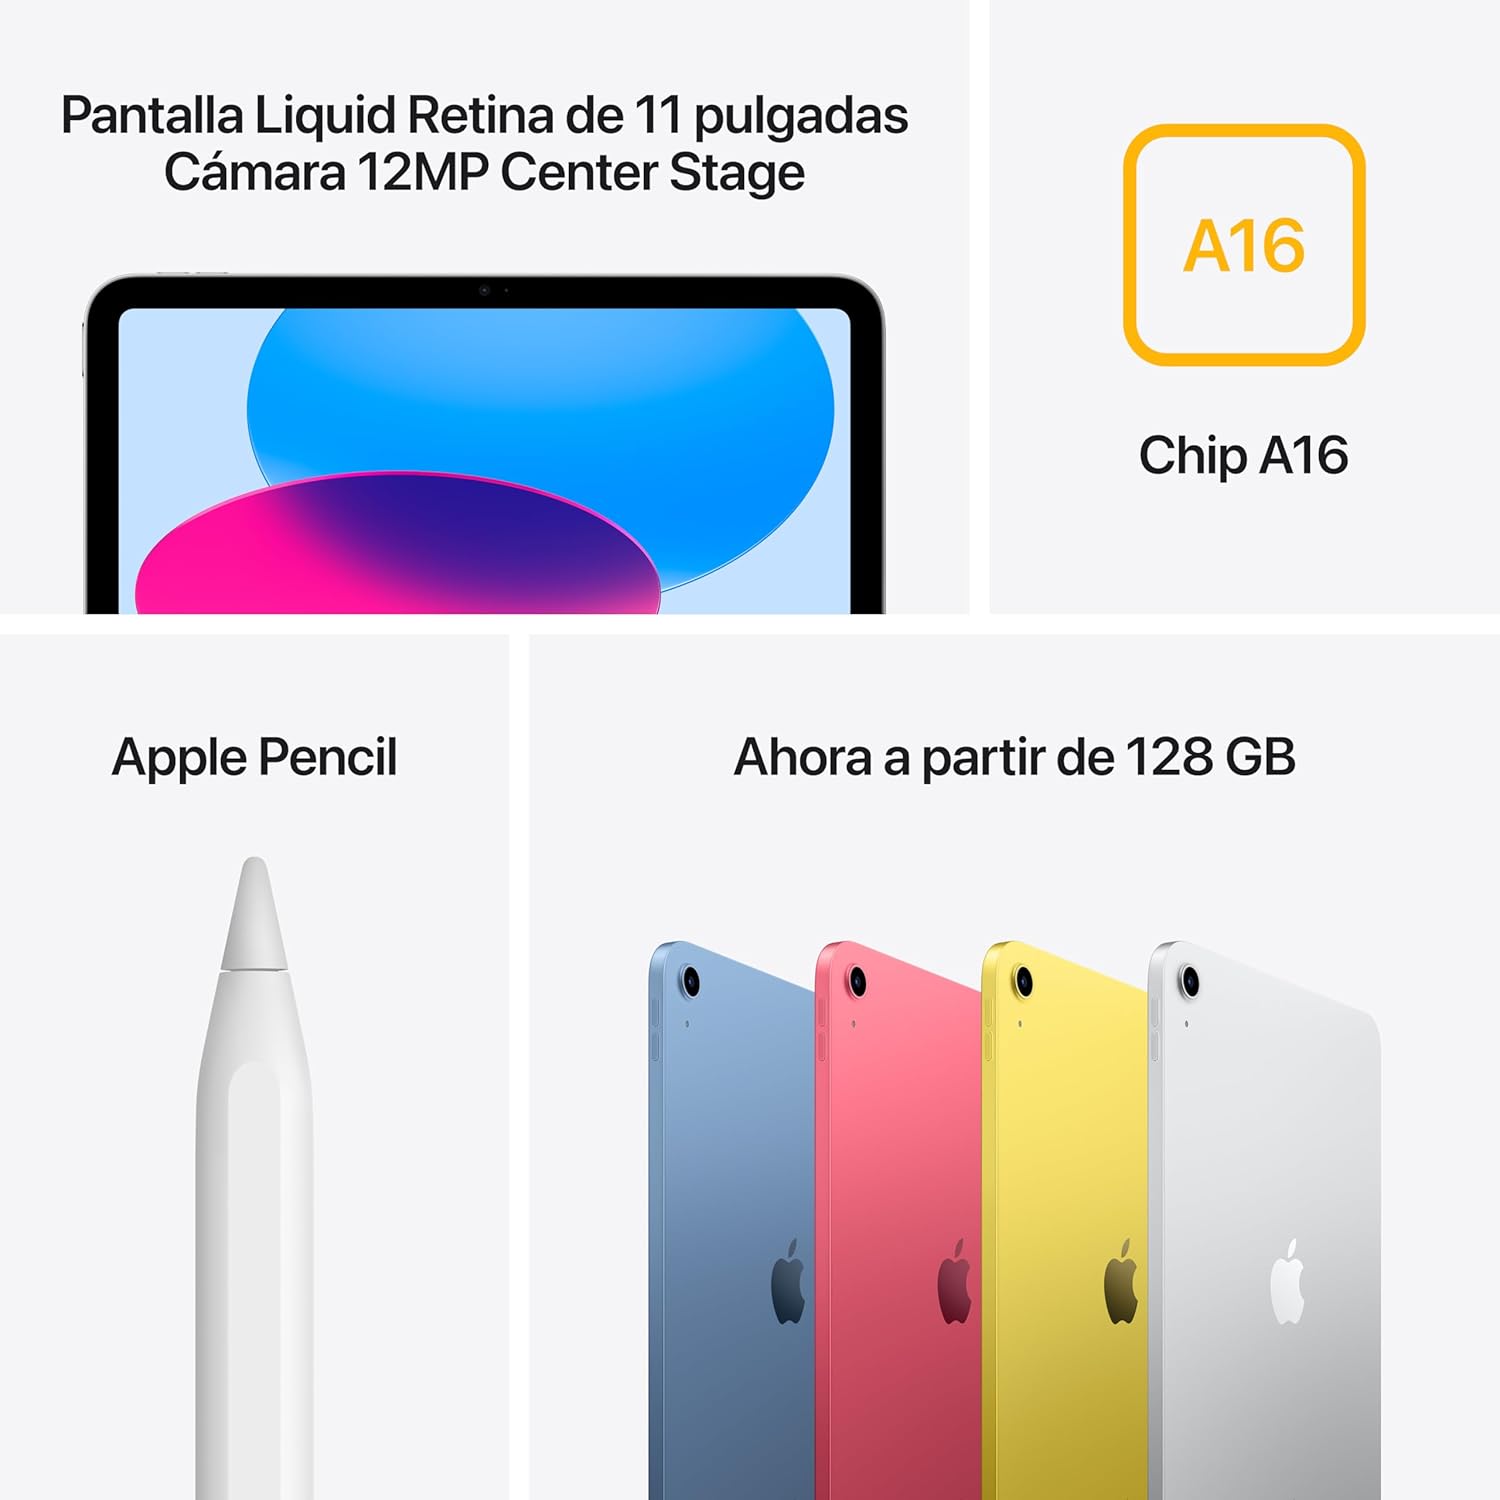 Pantalla Liquid Retina de 11 pulgadas
Cámara 12MP Center Stage
A16
Chip A16
Apple Pencil
Ahora a partir de 128 GB